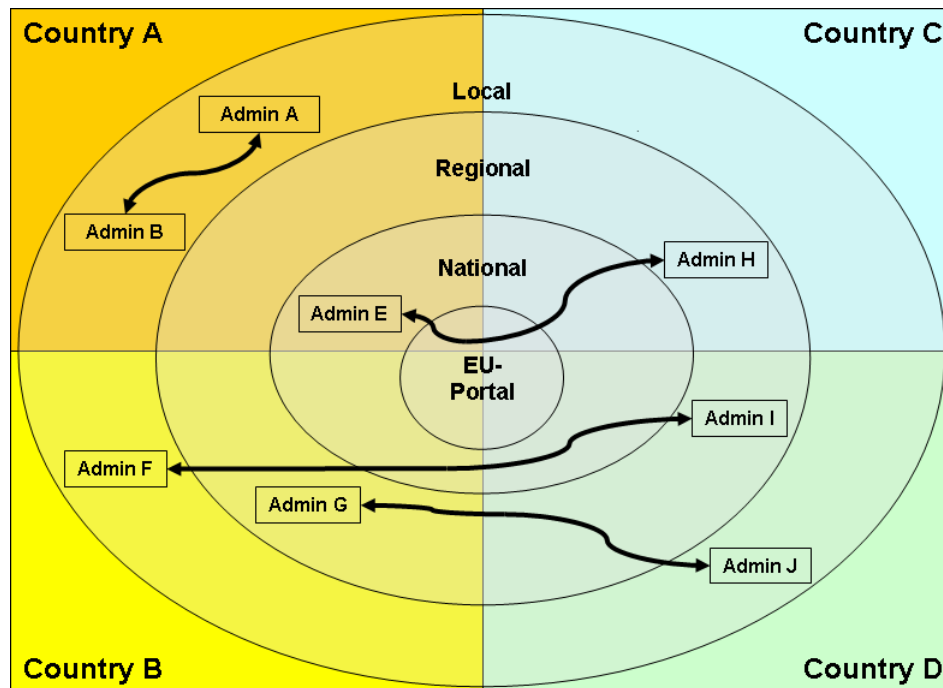 Country A
Country C
Local
Admin A
Regional
Admin B
National
Admin H
Admin E
EU-
Portal
Admin I
Admin F
Admin G
Admin J
Country B
Country D